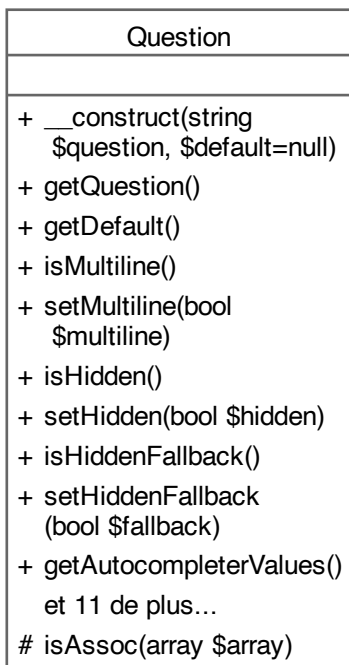 Question
+ __construct(string
$question, $default=null)
+ getQuestion()
+ getDefault()
+ isMultiline()
+ setMultiline(bool
$multiline)
+ isHidden()
+ setHidden(bool $hidden)
+ isHiddenFallback()
+ setHiddenFallback
(bool $fallback)
+ getAutocompleterValues()
et 11 de plus...
# isAssoc(array $array)